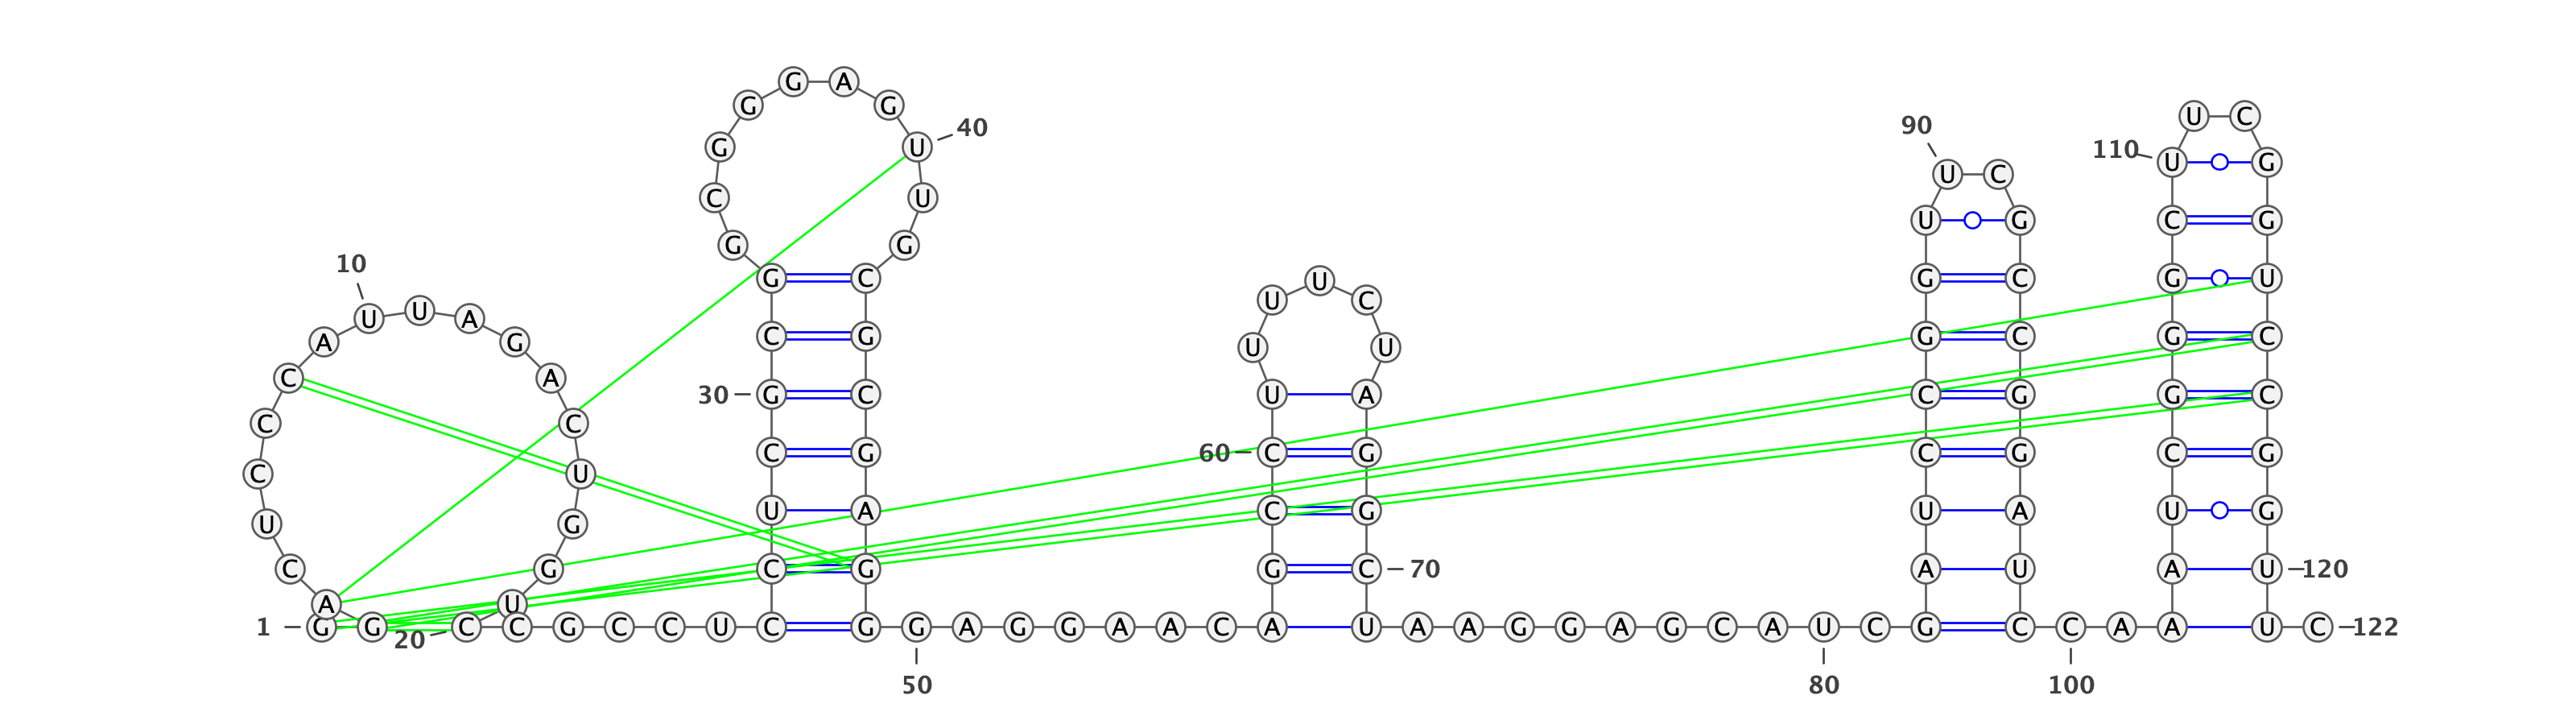 1
G G A C U C C C A
10
U U A G A C U G G U
20
C C G C C U C C U C
30
G C G G C G G G A G
40
U U G C G C G A G G
50
G A G G A A C A G C
60
C U U U U C U A G G
70
C U A A G G A G C A
80
U C G A U C C G G U
90
U C G C C G G A U C
100
C A A A U C G G G C
110
U U C G G U C C G G
120
U U C
122